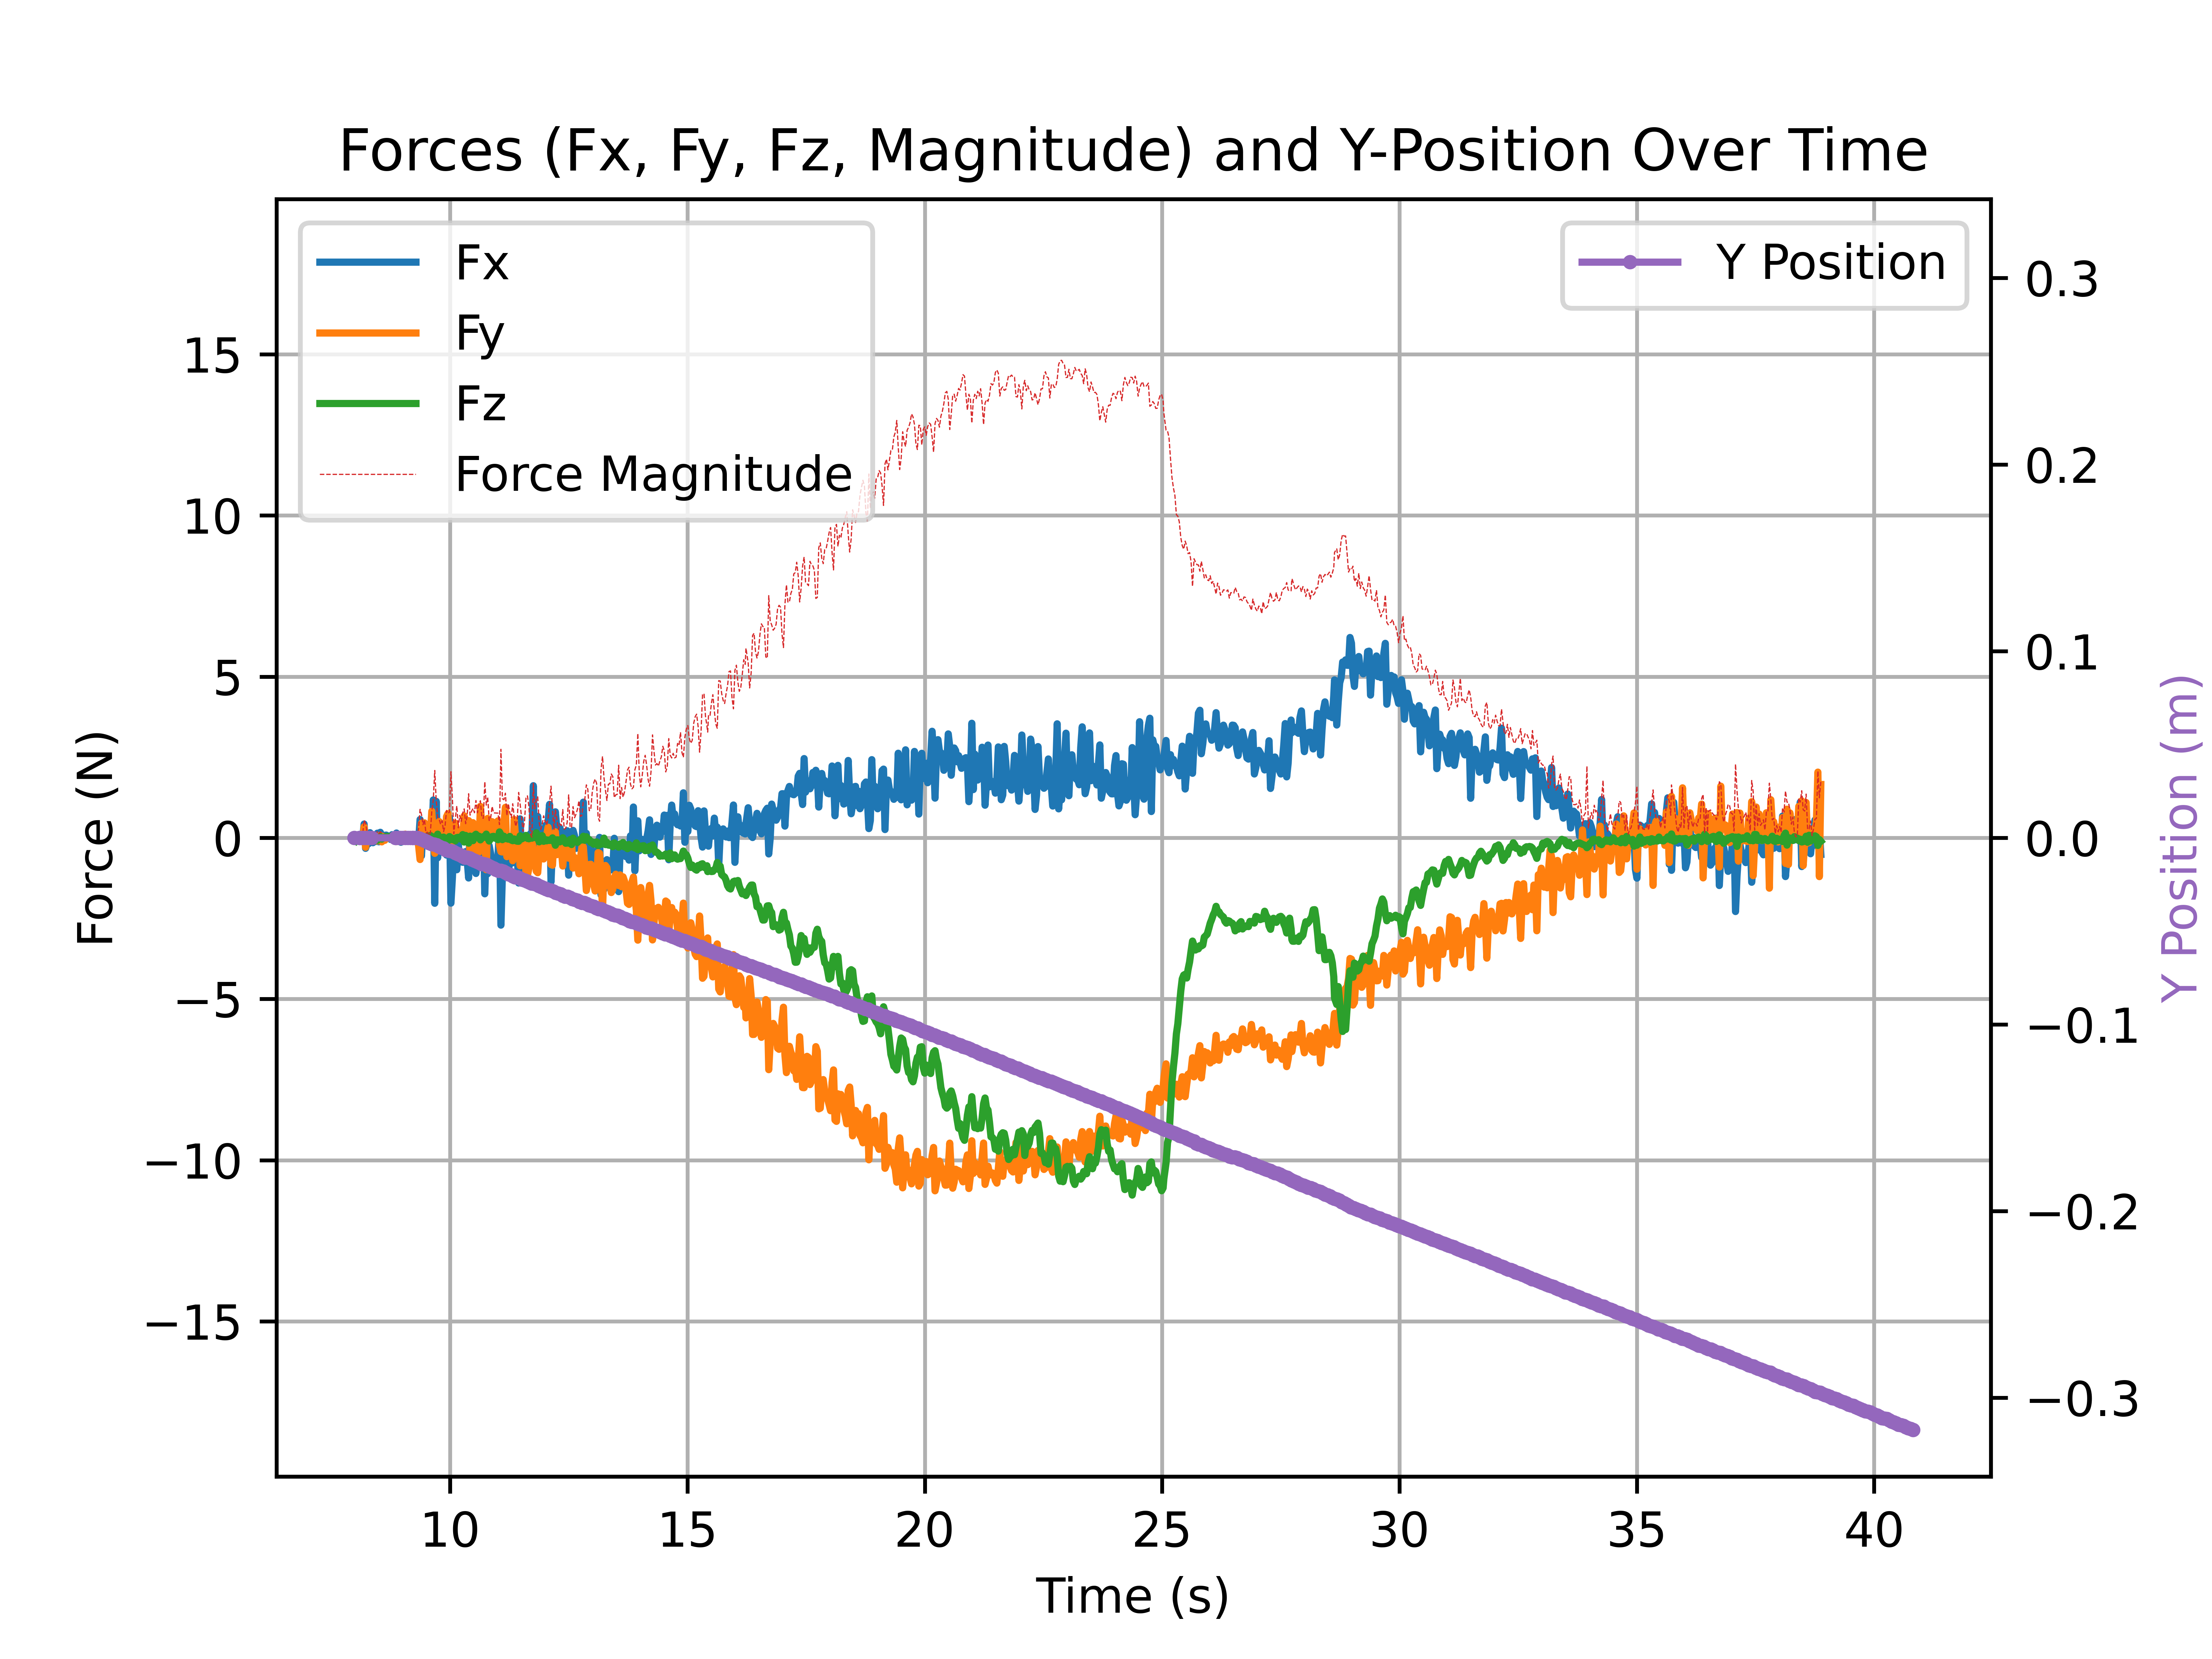 Forces (Fx, Fy, Fz, Magnitude) and Y-Position Over Time
Fx
Fy
Fz
Force Magnitude
Y Position
15
10
5
0
−5
−10
−15
Force (N)
0.3
0.2
0.1
0.0
−0.1
−0.2
−0.3
Y Position (m)
10 15 20 25 30 35 40
Time (s)